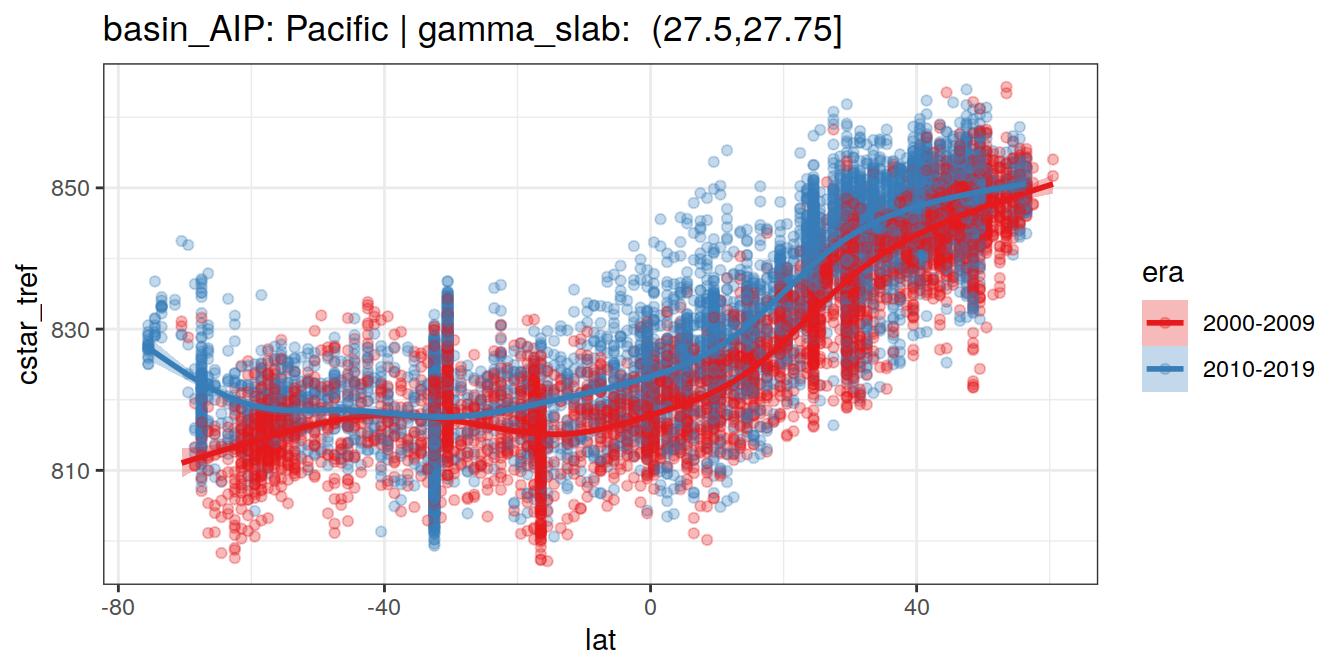 basin_AIP: Pacific | gamma_slab:  (27.5,27.75]
cstar_tref
850
830
810
-80
-40
0
40
lat
era
2000-2009
2010-2019